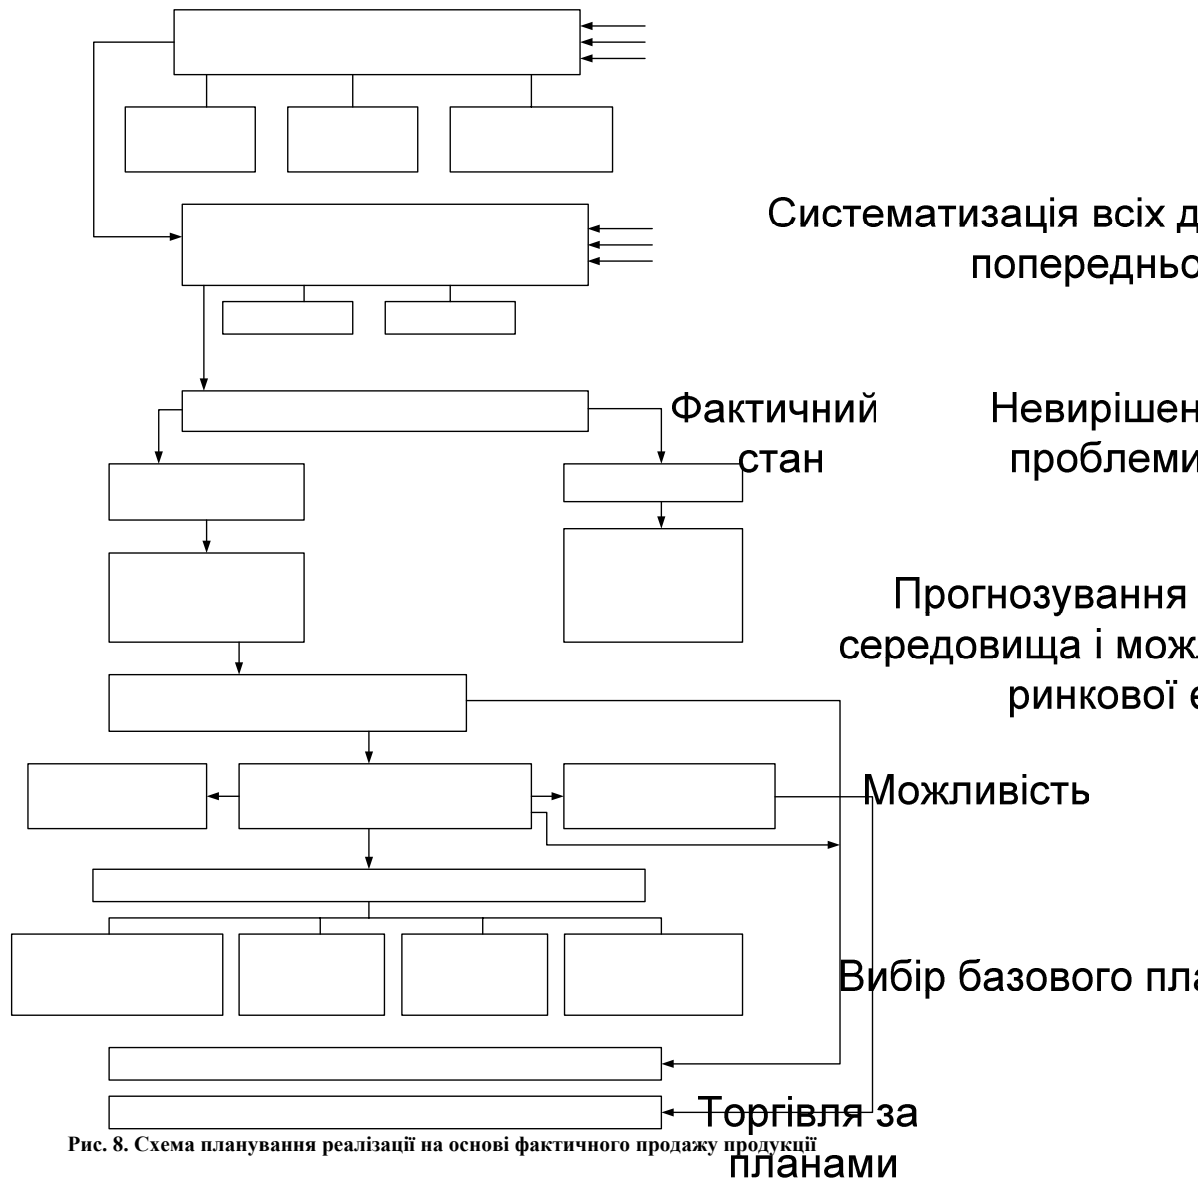 Систематизація всіх
попередньо
Фактичний
стан
Невирішен
проблеми
Прогнозування
середовища і мож
ринкової
Можливість
Вибір базового пла
Торгівля за
планами
Рис. 8. Схема планування реалізації на основі фактичного продажу продукції